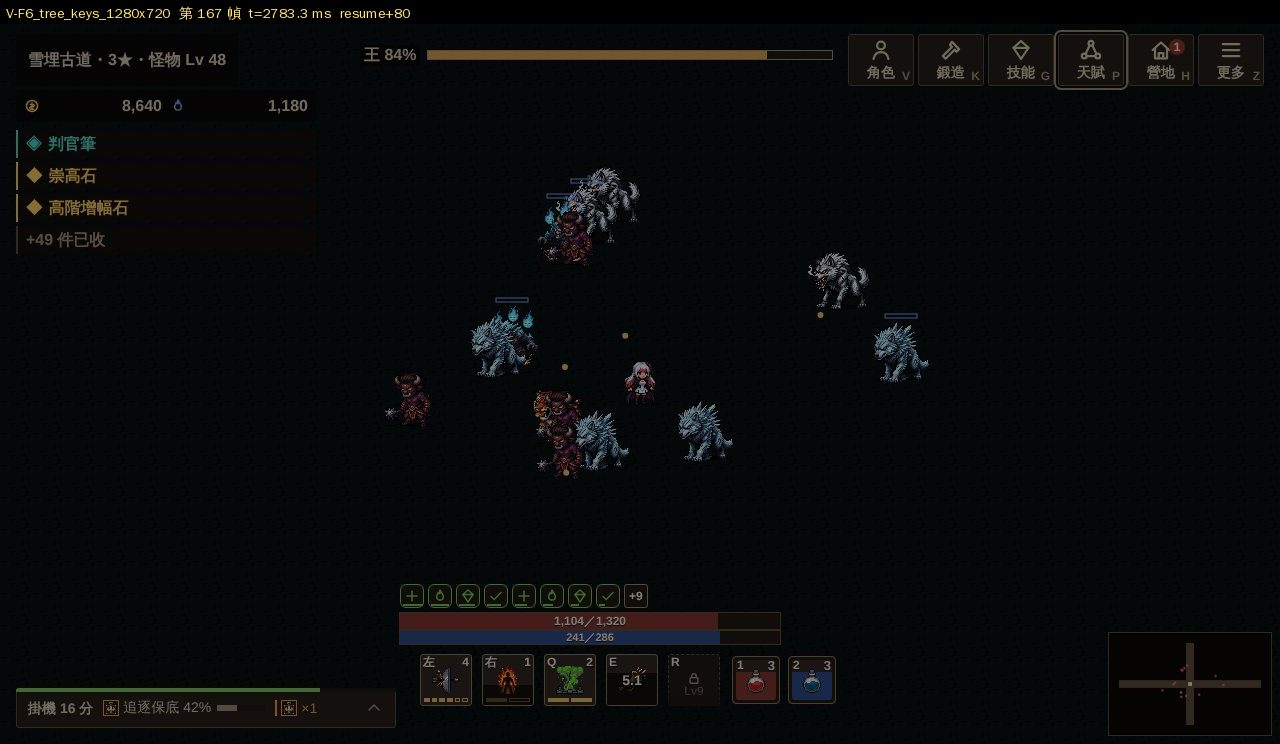 V-F6_tree_keys_1280x720 第 167 幀 t=2783.3 ms resume+80
雪埋古道・3★・怪物 Lv 48
王 84%
角色 V
鍛造 K
技能 G
天賦 P
營地 H 1
更多 Z
8,640 1,180
判官筆
崇高石
高階增幅石
+49 件已收
+9
1,104／1,320
241／286
左 4
右 1
Q 2
E 5.1
R Lv9
1 3
2 3
掛機 16 分 追逐保底 42% ×1